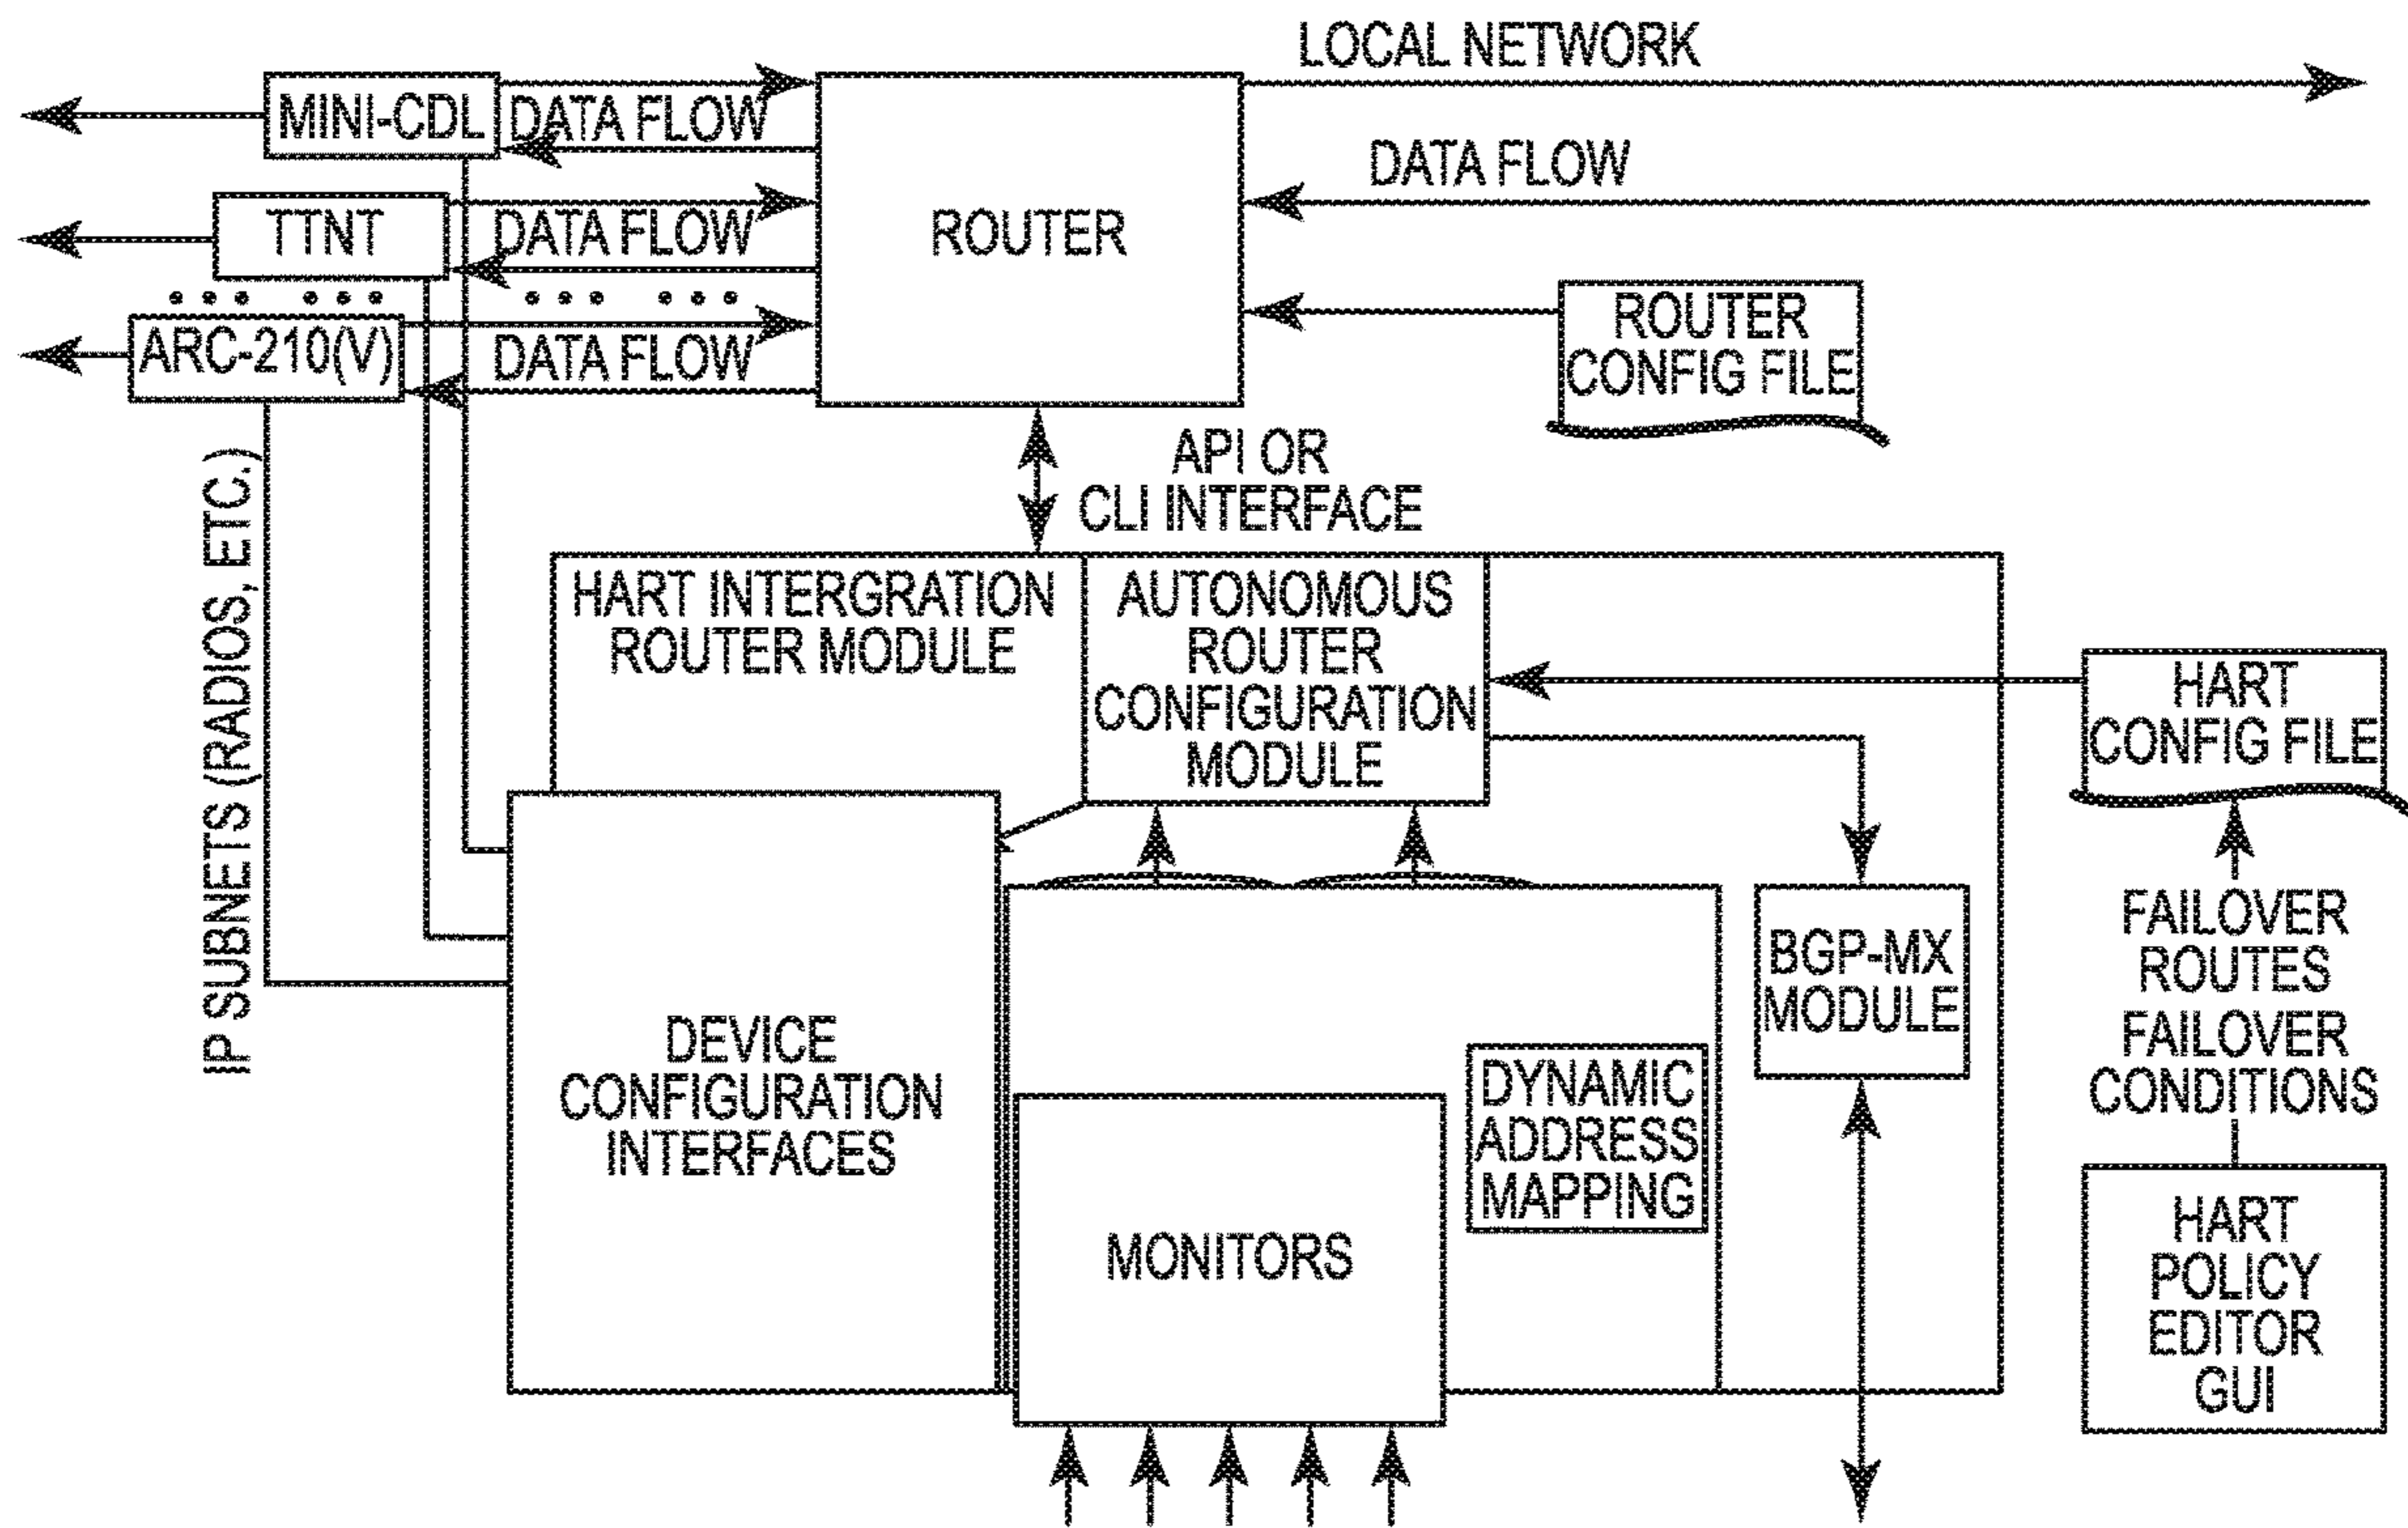 LOCAL NETWORK
MINI-CDL
DATA FLOW
DATA FLOW
TTNT
DATA FLOW
ROUTER
ARC-210(V)
DATA FLOW
ROUTER
CONFIG FILE
API OR
CLI INTERFACE
IP SUBNETS (RADIOS, ETC.)
HART INTERGRATION
ROUTER MODULE
AUTONOMOUS
ROUTER
CONFIGURATION
MODULE
HART
CONFIG FILE
FAILOVER
ROUTES
FAILOVER
CONDITIONS
BGP-MX
MODULE
DEVICE
CONFIGURATION
INTERFACES
DYNAMIC
ADDRESS
MAPPING
MONITORS
HART
POLICY
EDITOR
GUI